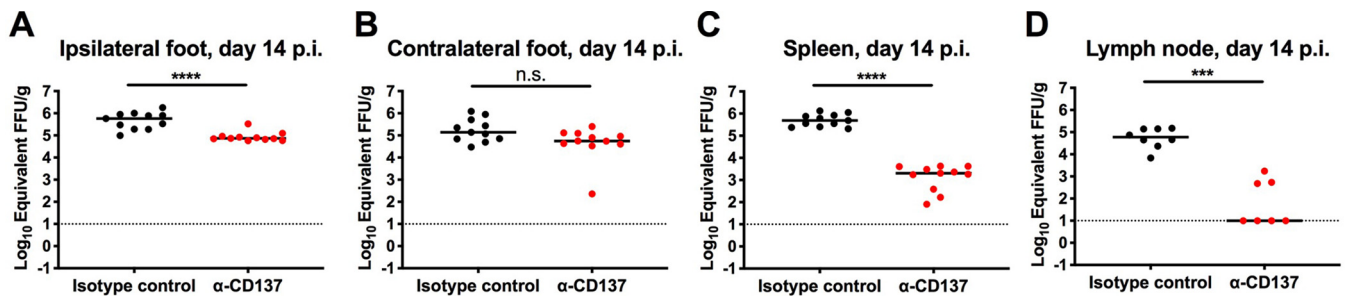 A
Ipsilateral foot, day 14 p.i.
****
Log10 Equivalent FFU/g
7
6
5
4
3
2
1
0
-1
Isotype control
α-CD137
B
Contralateral foot, day 14 p.i.
n.s.
Log10 Equivalent FFU/g
7
6
5
4
3
2
1
0
-1
Isotype control
α-CD137
C
Spleen, day 14 p.i.
****
Log10 Equivalent FFU/g
7
6
5
4
3
2
1
0
-1
Isotype control
α-CD137
D
Lymph node, day 14 p.i.
***
Log10 Equivalent FFU/g
7
6
5
4
3
2
1
0
-1
Isotype control
α-CD137